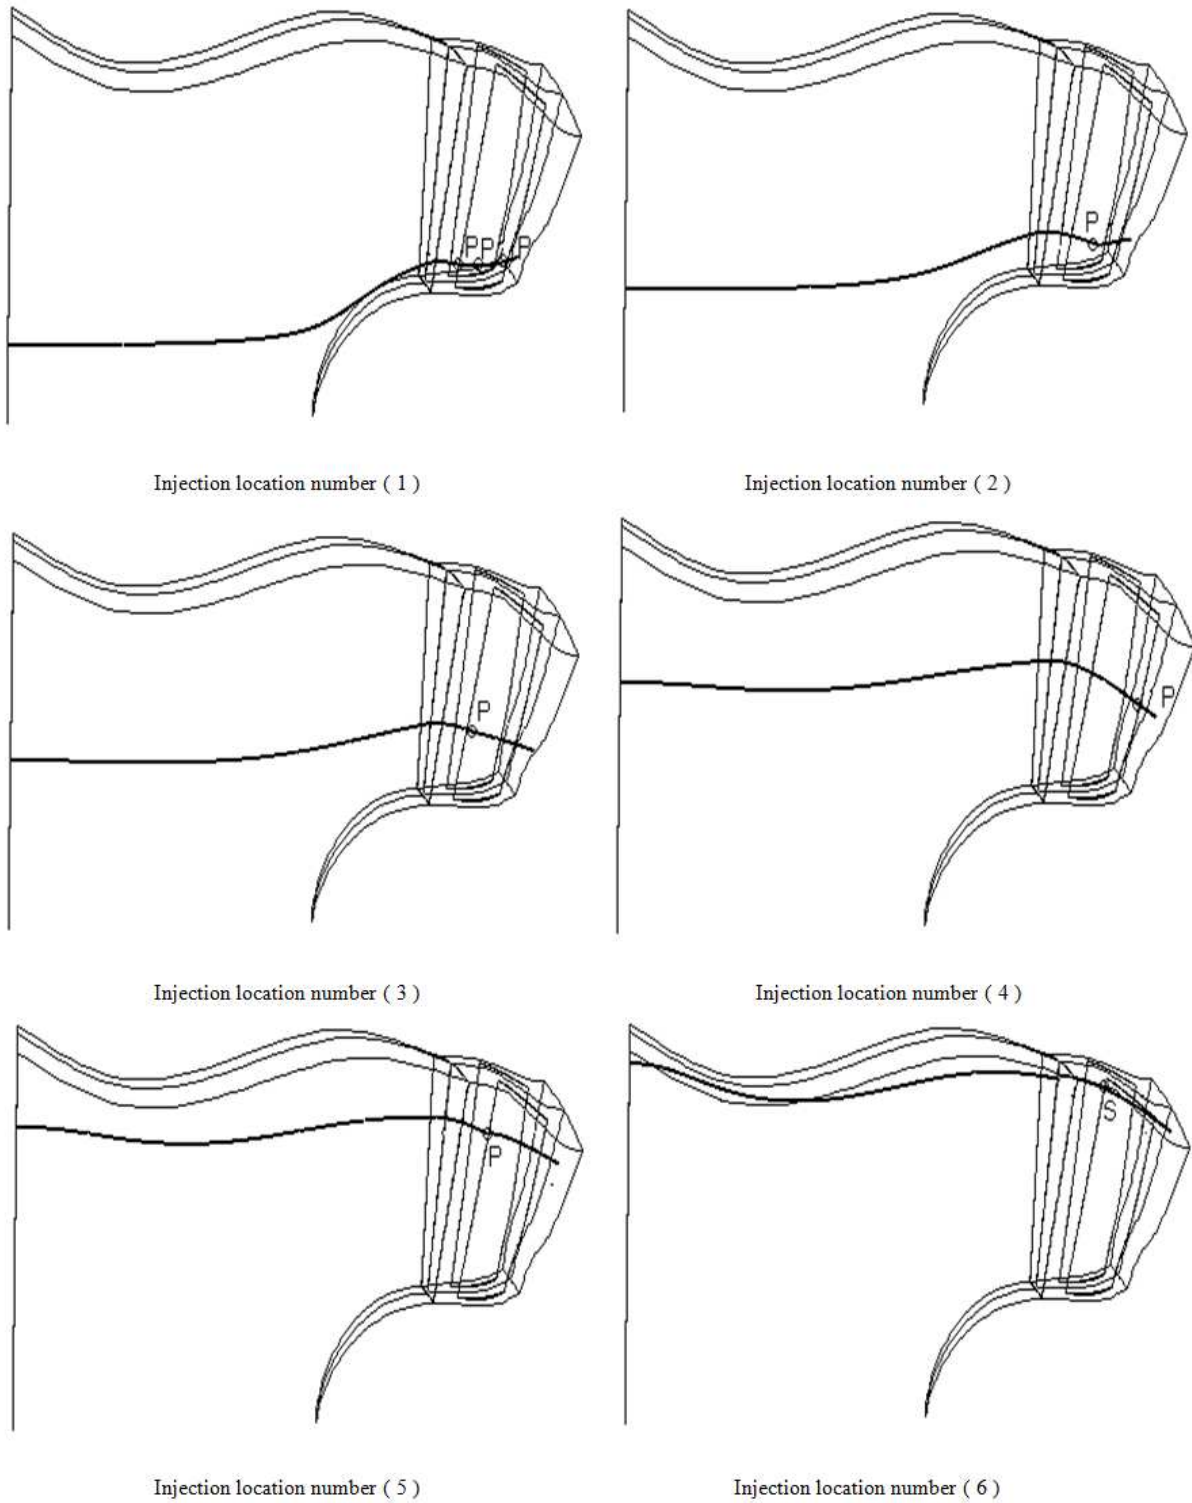 PP P
P
Injection location number ( 1 )
Injection location number ( 2 )
P
P
Injection location number ( 3 )
Injection location number ( 4 )
P
S
Injection location number ( 5 )
Injection location number ( 6 )